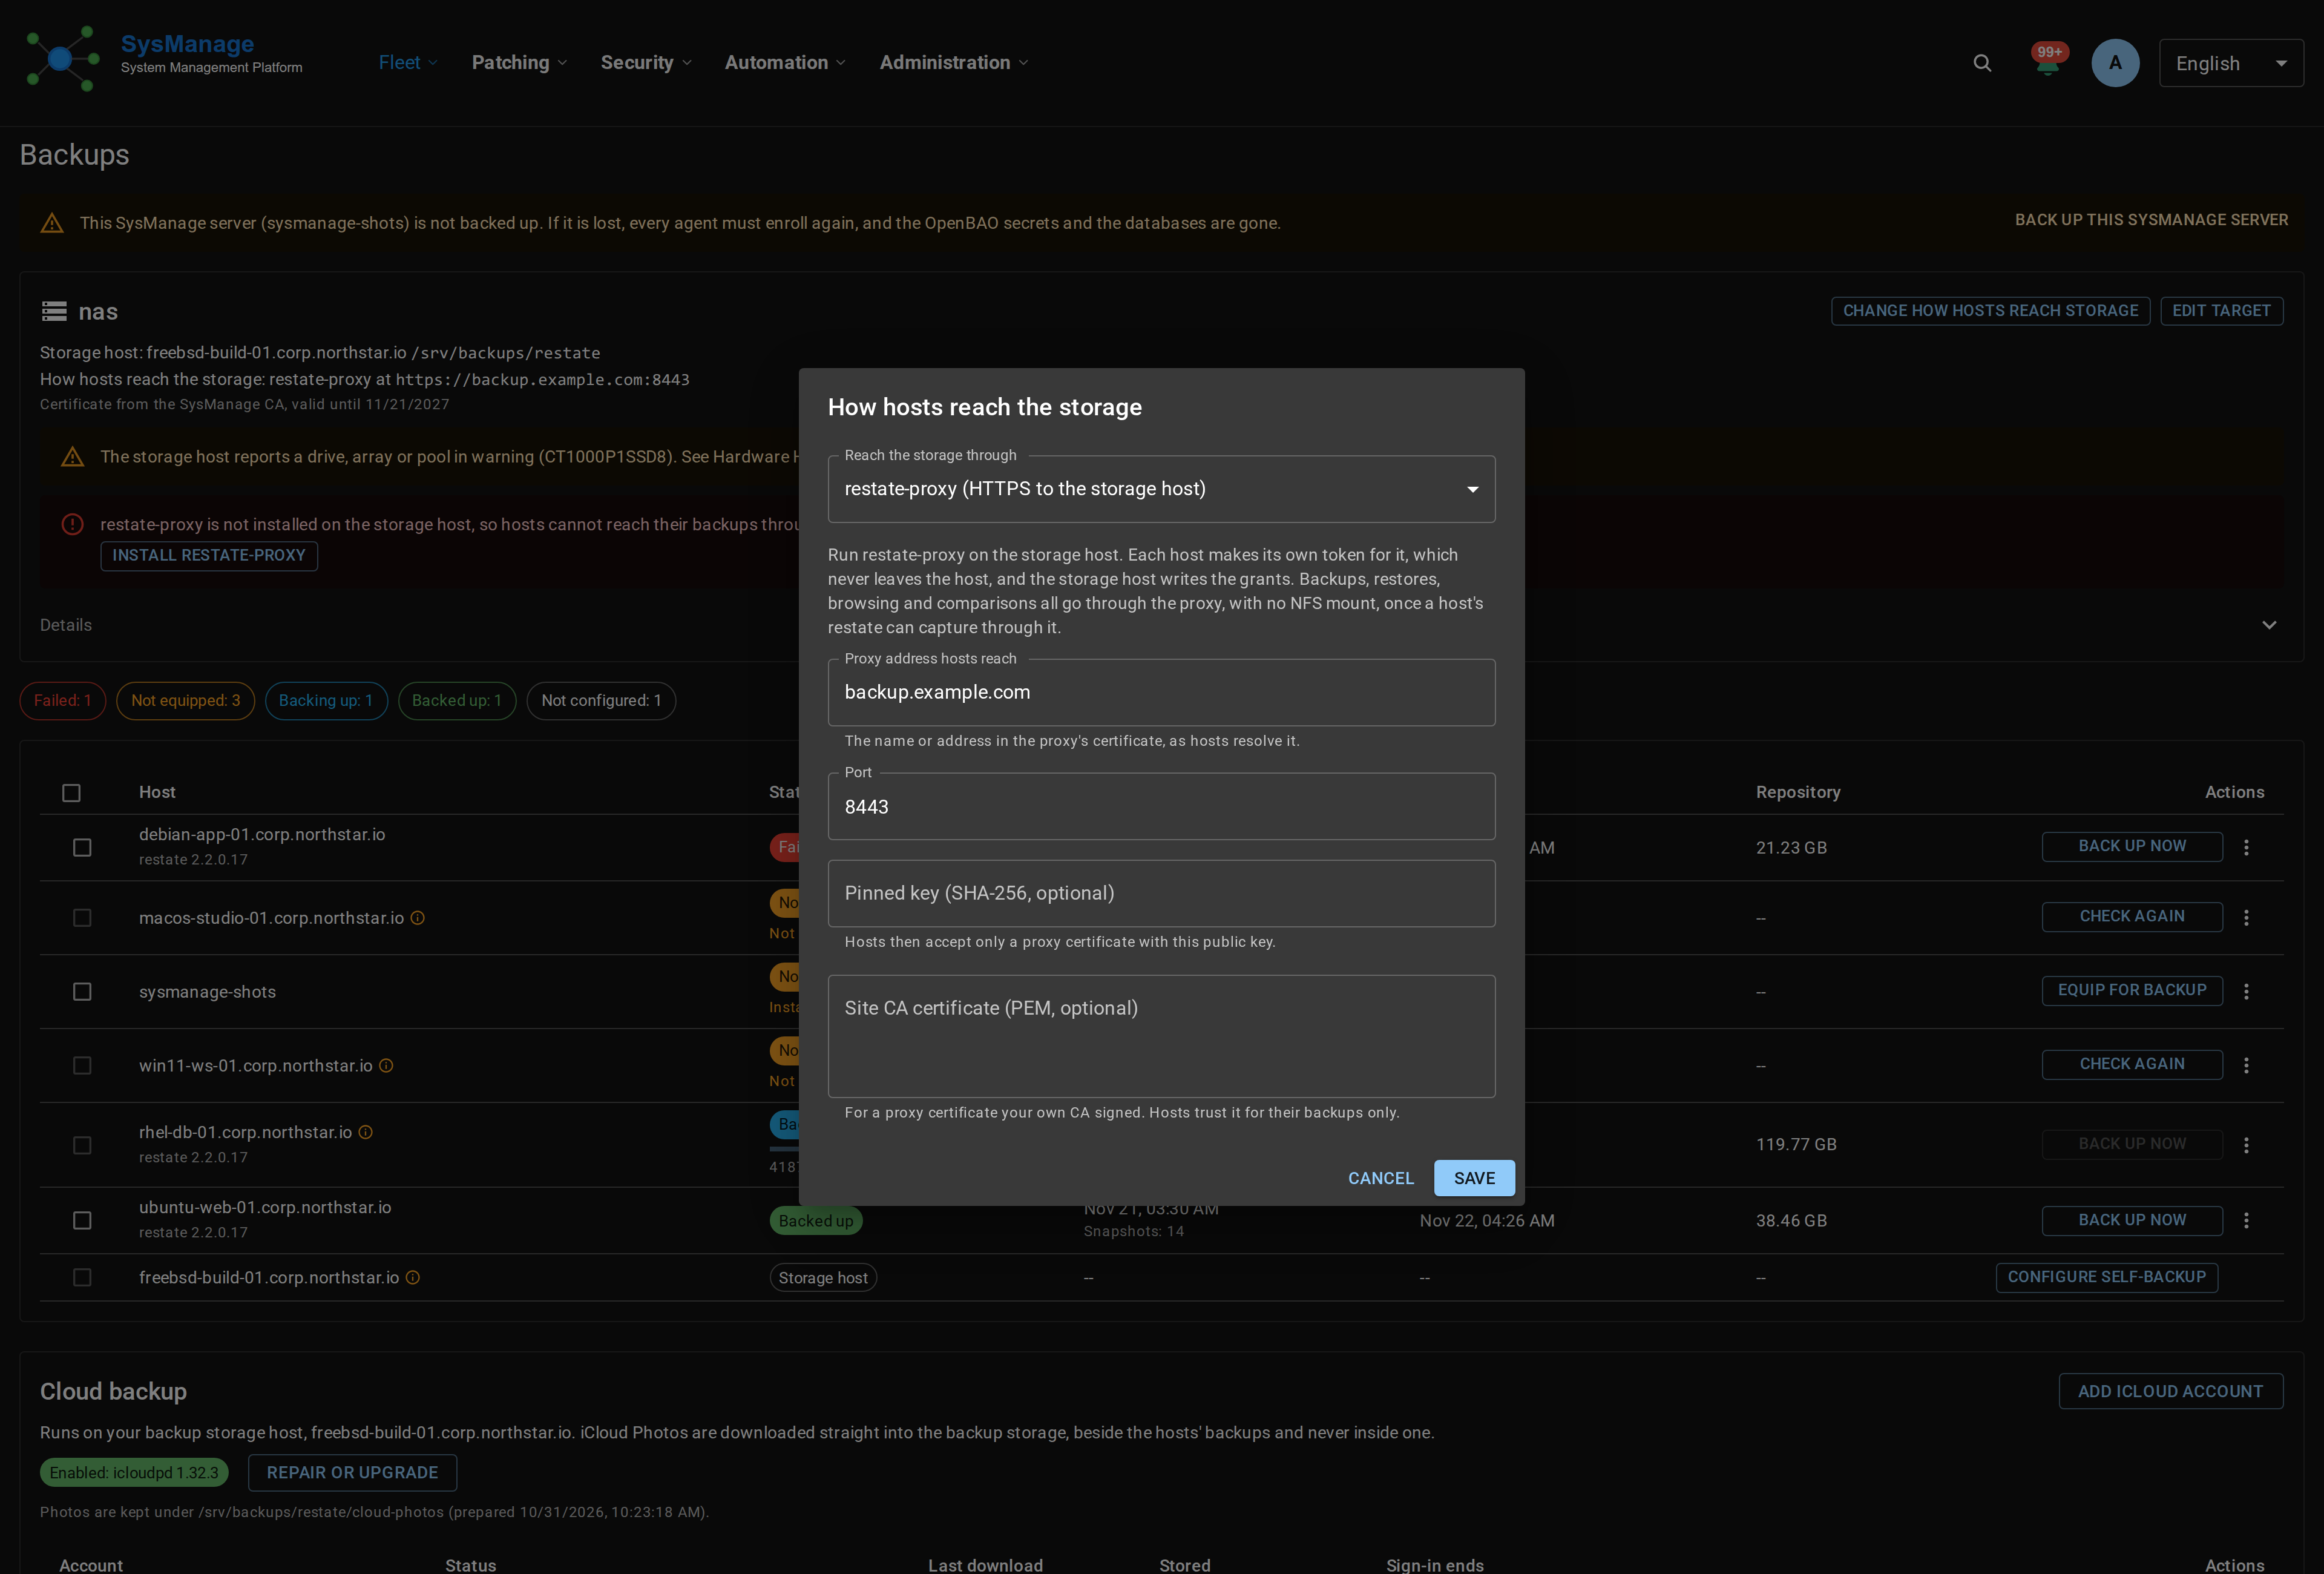 SysManage
System Management Platform
Fleet
Patching
Security
Automation
Administration
99+
A
English
Backups
This SysManage server (sysmanage-shots) is not backed up. If it is lost, every agent must enroll again, and the OpenBAO secrets and the databases are gone.
BACK UP THIS SYSMANAGE SERVER
nas
CHANGE HOW HOSTS REACH STORAGE
EDIT TARGET
Storage host: freebsd-build-01.corp.northstar.io /srv/backups/restate
How hosts reach the storage: restate-proxy at https://backup.example.com:8443
Certificate from the SysManage CA, valid until 11/21/2027
The storage host reports a drive, array or pool in warning (CT1000P1SSD8). See Hardware
restate-proxy is not installed on the storage host, so hosts cannot reach their backups
INSTALL RESTATE-PROXY
Details
Failed: 1
Not equipped: 3
Backing up: 1
Backed up: 1
Not configured: 1
How hosts reach the storage
Reach the storage through
restate-proxy (HTTPS to the storage host)
Run restate-proxy on the storage host. Each host makes its own token for it, which
never leaves the host, and the storage host writes the grants. Backups, restores,
browsing and comparisons all go through the proxy, with no NFS mount, once a host's
restate can capture through it.
Proxy address hosts reach
backup.example.com
The name or address in the proxy's certificate, as hosts resolve it.
Port
8443
Pinned key (SHA-256, optional)
Hosts then accept only a proxy certificate with this public key.
Site CA certificate (PEM, optional)
For a proxy certificate your own CA signed. Hosts trust it for their backups only.
CANCEL
SAVE
Host
Repository
Actions
debian-app-01.corp.northstar.io
restate 2.2.0.17
AM
21.23 GB
BACK UP NOW
macos-studio-01.corp.northstar.io
Not
--
CHECK AGAIN
sysmanage-shots
--
EQUIP FOR BACKUP
win11-ws-01.corp.northstar.io
Not
--
CHECK AGAIN
rhel-db-01.corp.northstar.io
restate 2.2.0.17
119.77 GB
BACK UP NOW
ubuntu-web-01.corp.northstar.io
restate 2.2.0.17
Backed up
Nov 21, 03:30 AM
Snapshots: 14
Nov 22, 04:26 AM
38.46 GB
BACK UP NOW
freebsd-build-01.corp.northstar.io
Storage host
--
--
--
CONFIGURE SELF-BACKUP
Cloud backup
ADD ICLOUD ACCOUNT
Runs on your backup storage host, freebsd-build-01.corp.northstar.io. iCloud Photos are downloaded straight into the backup storage, beside the hosts' backups and never inside one.
Enabled: icloudpd 1.32.3
REPAIR OR UPGRADE
Photos are kept under /srv/backups/restate/cloud-photos (prepared 10/31/2026, 10:23:18 AM).
Account
Status
Last download
Stored
Sign-in ends
Actions